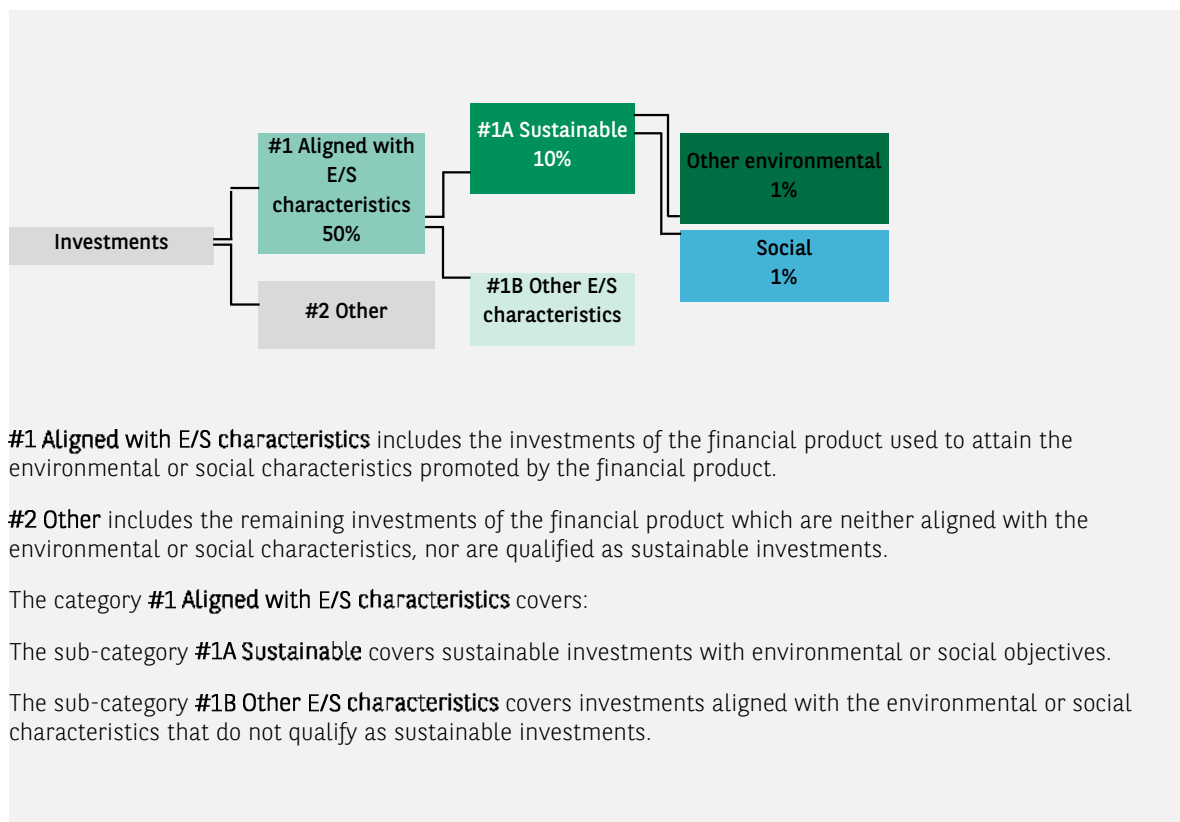 #1A Sustainable
10%
#1 Aligned with
E/S
characteristics
50%
Other environmental
1%
Investments
Social
1%
#1B Other E/S
characteristics
#2 Other
#1 Aligned with E/S characteristics includes the investments of the financial product used to attain the
environmental or social characteristics promoted by the financial product.
#2 Other includes the remaining investments of the financial product which are neither aligned with the
environmental or social characteristics, nor are qualified as sustainable investments.
The category #1 Aligned with E/S characteristics covers:
The sub-category #1A Sustainable covers sustainable investments with environmental or social objectives.
The sub-category #1B Other E/S characteristics covers investments aligned with the environmental or social
characteristics that do not qualify as sustainable investments.